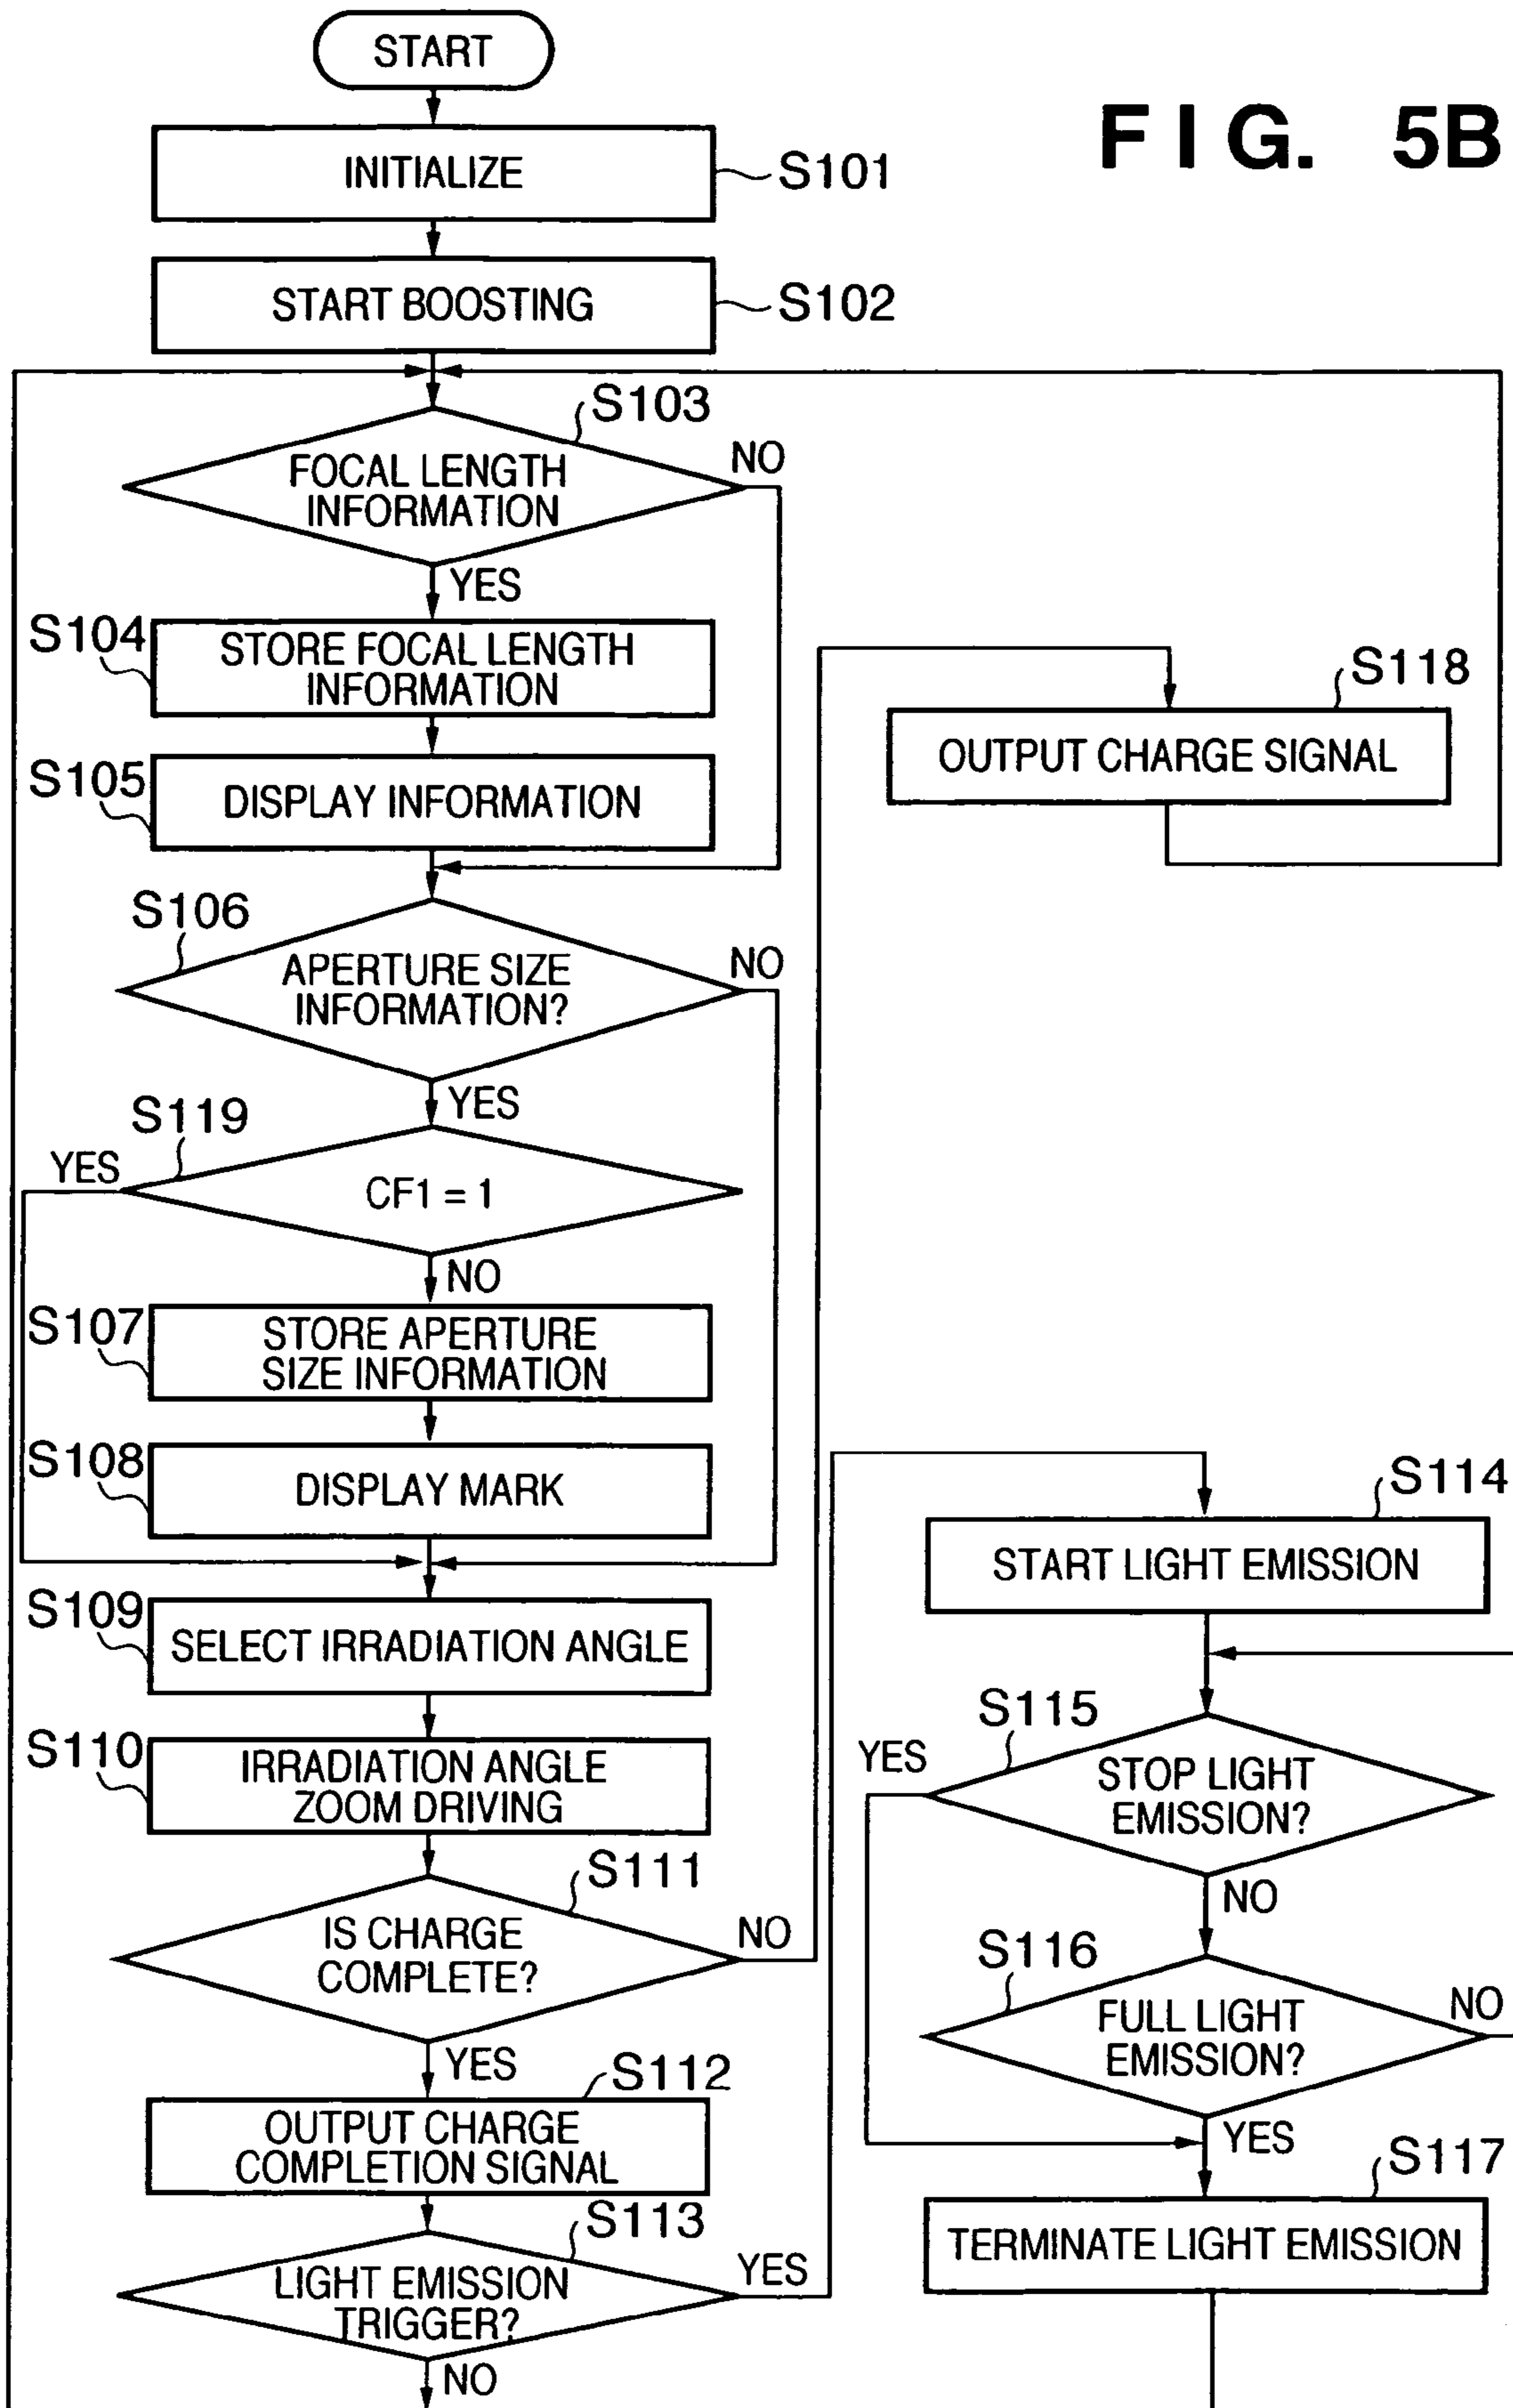 FIG. 5B
START
INITIALIZE
S101
START BOOSTING
S102
S103
FOCAL LENGTH
INFORMATION
NO
YES
S104
STORE FOCAL LENGTH
INFORMATION
S105
DISPLAY INFORMATION
S106
APERTURE SIZE
INFORMATION?
NO
YES
S119
YES
CF1 = 1
NO
S107
STORE APERTURE
SIZE INFORMATION
S108
DISPLAY MARK
S109
SELECT IRRADIATION ANGLE
S110
IRRADIATION ANGLE
ZOOM DRIVING
S111
IS CHARGE
COMPLETE?
NO
YES
S112
OUTPUT CHARGE
COMPLETION SIGNAL
S113
LIGHT EMISSION
TRIGGER?
YES
NO
S118
OUTPUT CHARGE SIGNAL
S114
START LIGHT EMISSION
S115
YES
STOP LIGHT
EMISSION?
NO
S116
FULL LIGHT
EMISSION?
NO
YES
S117
TERMINATE LIGHT EMISSION